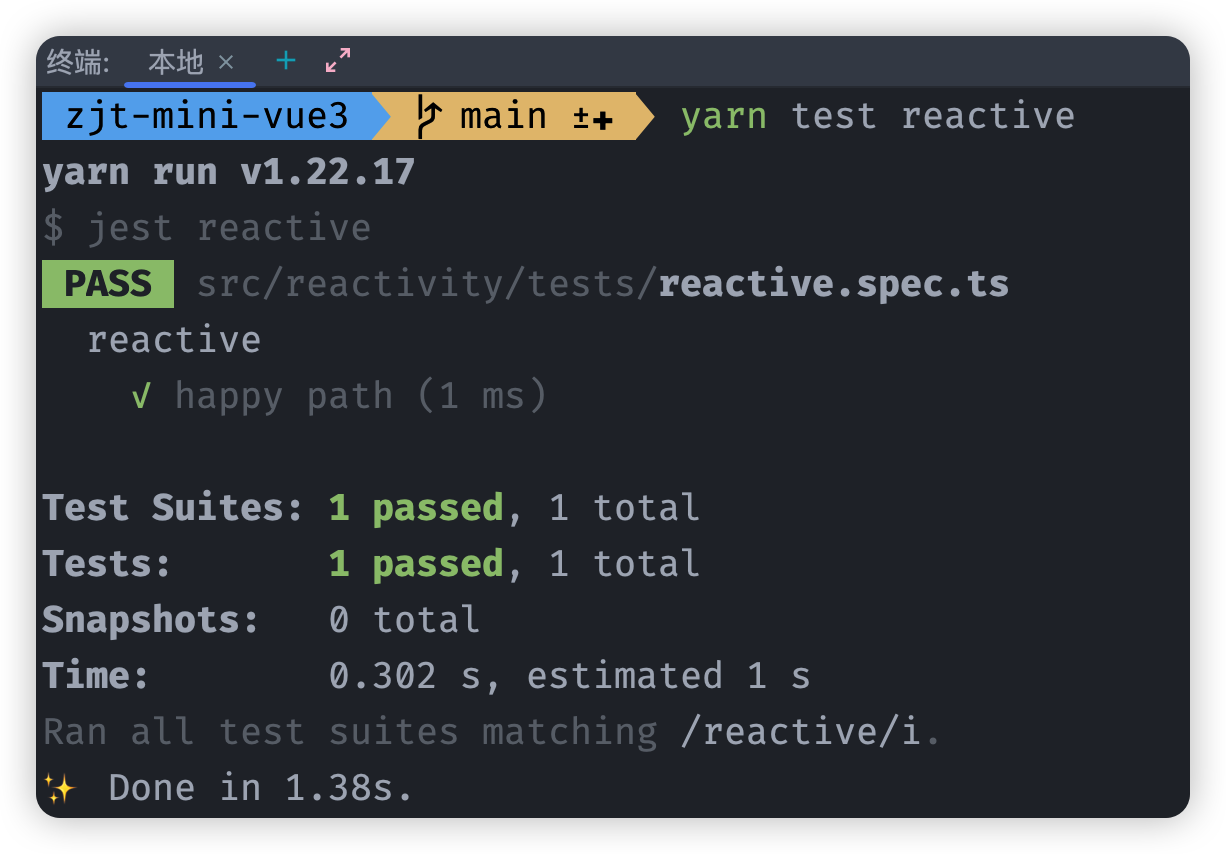 终端: 本地 × +
zjt-mini-vue3 main ±✚ yarn test reactive
yarn run v1.22.17
$ jest reactive
PASS src/reactivity/tests/reactive.spec.ts
reactive
√ happy path (1 ms)
Test Suites: 1 passed, 1 total
Tests: 1 passed, 1 total
Snapshots: 0 total
Time: 0.302 s, estimated 1 s
Ran all test suites matching /reactive/i.
✨ Done in 1.38s.